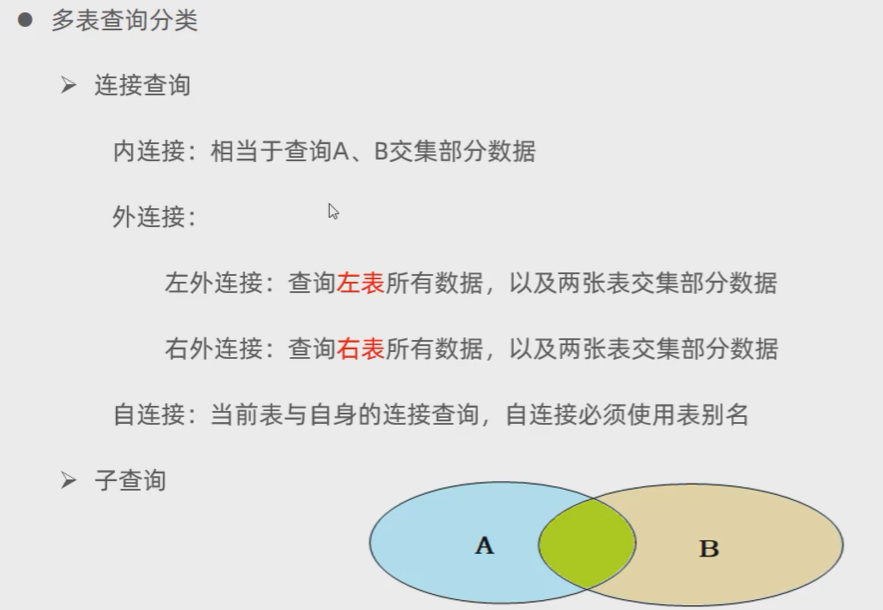 多表查询分类
连接查询
内连接：相当于查询A、B交集部分数据
外连接：
左外连接：查询左表所有数据，以及两张表交集部分数据
右外连接：查询右表所有数据，以及两张表交集部分数据
自连接：当前表与自身的连接查询，自连接必须使用表别名
子查询
A
B